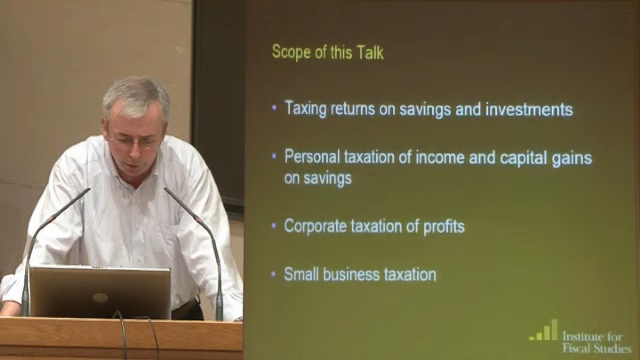 Scope of this Talk
• Taxing returns on savings and investments
• Personal taxation of income and capital gains
on savings
• Corporate taxation of profits
• Small business taxation
Institute for
Fiscal Studies